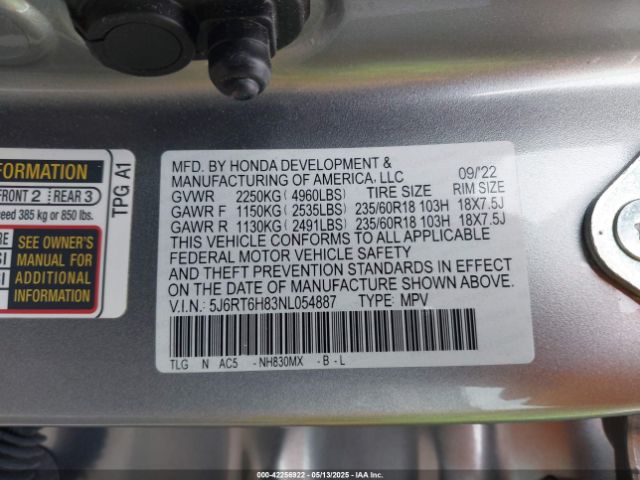 FORMATION
FRONT 2 REAR 3
eed 385 kg or 850 lbs.
SEE OWNER'S
MANUAL FOR
ADDITIONAL
INFORMATION
TPG A1
MFD. BY HONDA DEVELOPMENT &
MANUFACTURING OF AMERICA, LLC 09/'22
GVWR 2250KG ( 4960LBS) TIRE SIZE RIM SIZE
GAWR F 1150KG ( 2535LBS) 235/60R18 103H 18X7.5J
GAWR R 1130KG ( 2491LBS) 235/60R18 103H 18X7.5J
THIS VEHICLE CONFORMS TO ALL APPLICABLE
FEDERAL MOTOR VEHICLE SAFETY
AND THEFT PREVENTION STANDARDS IN EFFECT
ON THE DATE OF MANUFACTURE SHOWN ABOVE.
V.I.N.: 5J6RT6H83NL054887 TYPE: MPV
TLG N AC5 -NH830MX -B-L
000-42256922 - 05/13/2025 - IAA INC.